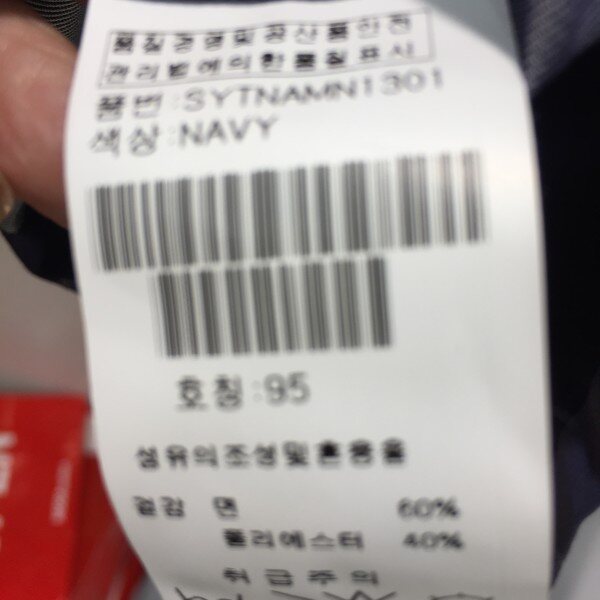 품질경영및공산품안전
관리법에의한품질표시
품번:SYTNAMN1301
색상:NAVY
호칭:95
섬유의조성및혼용율
겉감 면 60%
폴리에스터 40%
취급주의